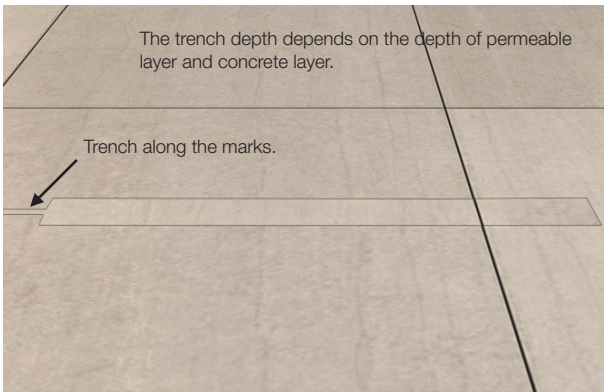 The trench depth depends on the depth of permeable
layer and concrete layer.
Trench along the marks.